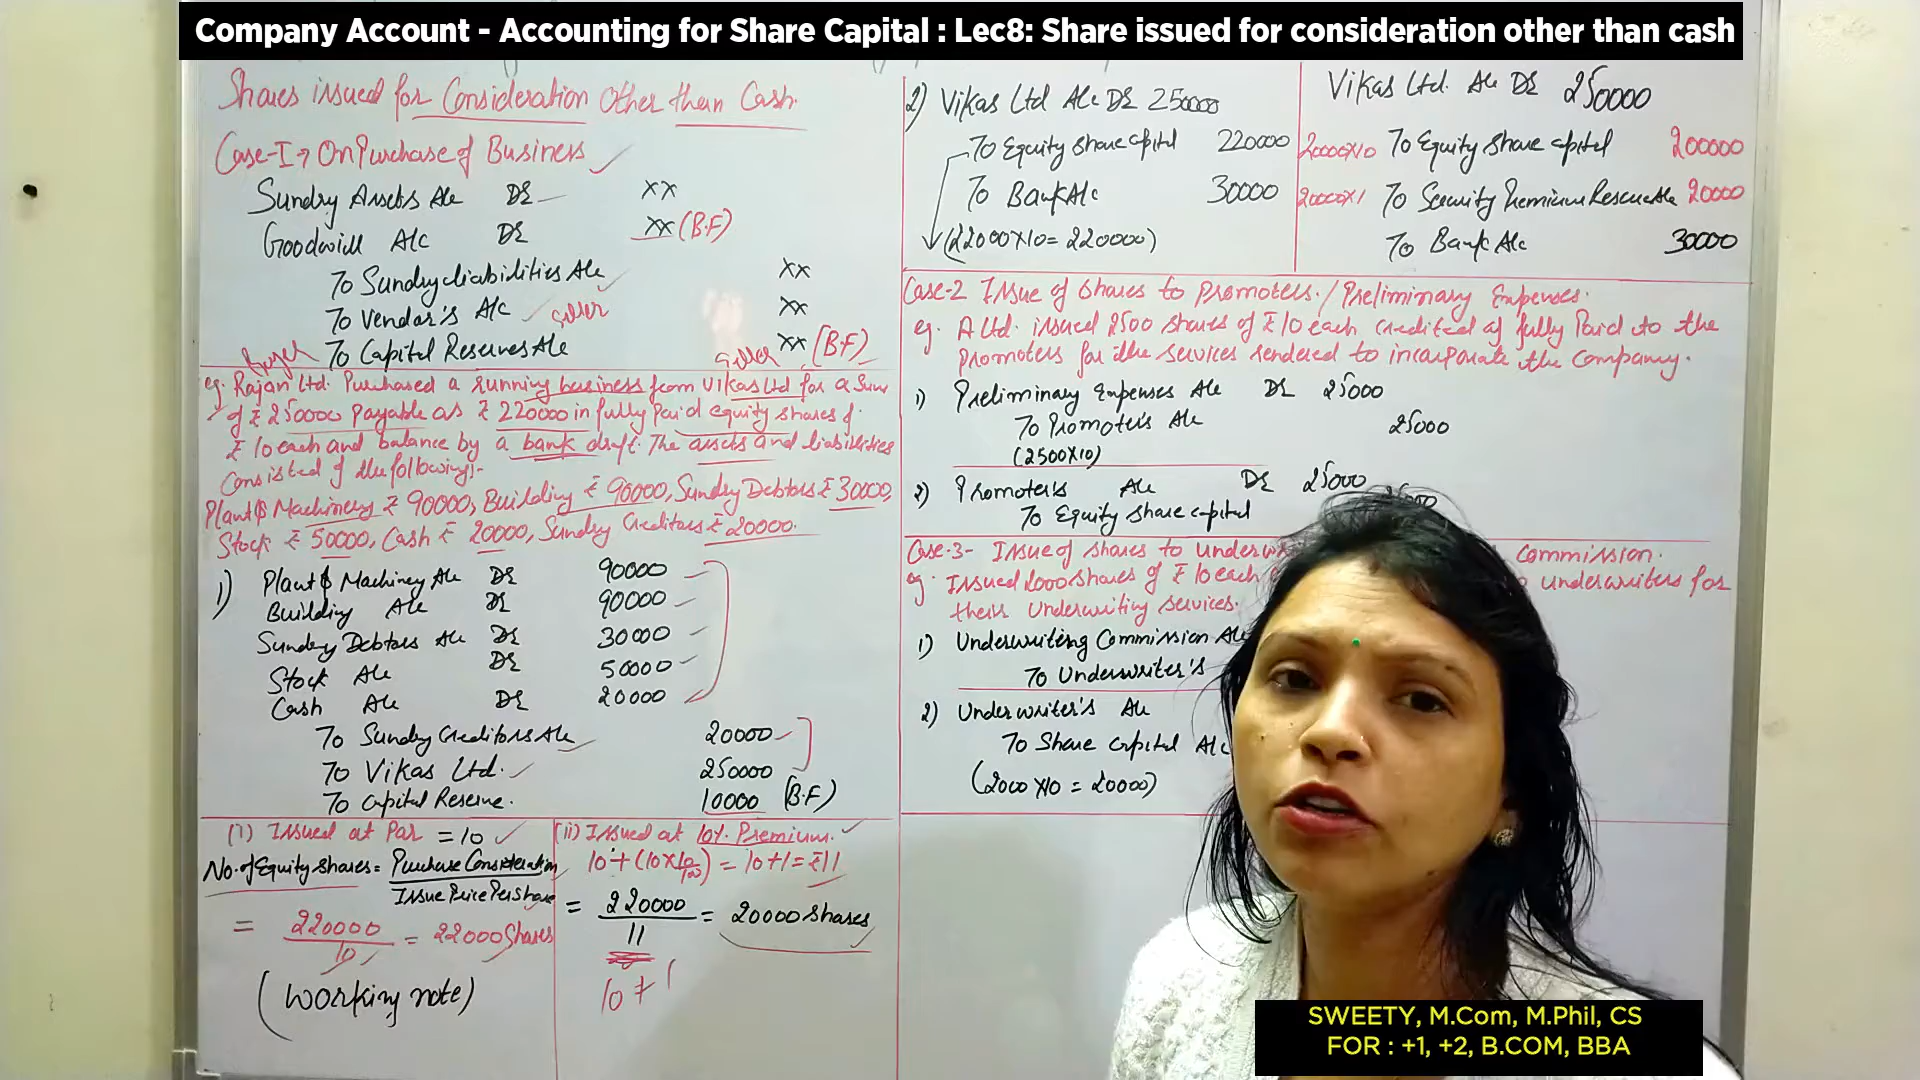 Company Account - Accounting for Share Capital : Lec8: Share issued for consideration other than cash
Shares issued for Consideration Other than Cash.
Case-I → On Purchase of Business
Sundry Assets A/c Dr xx
Goodwill A/c Dr xx (B.F)
To Sundry Liabilities A/c xx
To Vendor's A/c seller xx
To Capital Reserves A/c xx (B.F)
Buyer Seller
eg. Rajan Ltd. Purchased a running business from Vikas Ltd for a Sum
of ₹ 250000 payable as ₹ 220000 in fully paid equity shares of
₹ 10 each and balance by a bank draft. The assets and liabilities
Consisted of the following:-
Plant & Machinery ₹ 90000, Building ₹ 90000, Sundry Debtors ₹ 30000,
Stock ₹ 50000, Cash ₹ 20000, Sundry Creditors ₹ 20000.
1) Plant & Machinery A/c Dr 90000
Building A/c Dr 90000
Sundry Debtors A/c Dr 30000
Stock A/c Dr 50000
Cash A/c Dr 20000
To Sundry Creditors A/c 20000
To Vikas Ltd. 250000
To Capital Reserve. 10000 (B.F)
(i) Issued at Par = 10
No. of Equity shares = Purchase Consideration
Issue Price Per Share
= 220000
10
= 22000 Shares
(Working note)
(ii) Issued at 10% Premium.
10 + (10×10/100) = 10+1 = ₹11
= 220000
11
= 20000 Shares
10 +
2) Vikas Ltd A/c Dr 250000
To Equity Share Capital 220000
To Bank A/c 30000
(22000×10 = 220000)
Vikas Ltd. A/c Dr 250000
20000×10 To Equity Share Capital 200000
20000×1 To Security Premium Reserve A/c 20000
To Bank A/c 30000
Case-2 Issue of Shares to Promoters. / Preliminary Expenses.
eg. A Ltd. issued 2500 shares of ₹ 10 each credited as fully Paid to the
Promoters for the services rendered to incorporate the Company.
1) Preliminary Expenses A/c Dr 25000
To Promoter's A/c 25000
(2500×10)
2) Promoter's A/c Dr 25000
To Equity Share Capital
Case-3- Issue of Shares to Commission.
eg. Issued 2000 shares of ₹ 10 each underwriters for
their Underwriting services.
1) Underwriting Commission A/c
To Underwriter's
2) Underwriter's A/c
To Share Capital A/c
(2000×10 = 20000)
SWEETY, M.Com, M.Phil, CS
FOR : +1, +2, B.COM, BBA